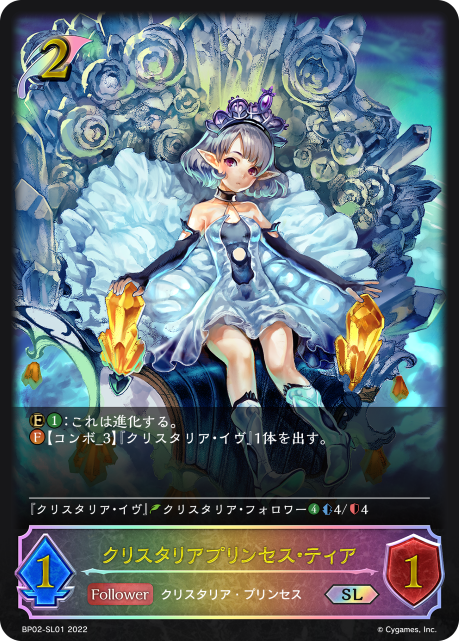 2
E 1:これは進化する。
F【コンボ_3】『クリスタリア・イヴ』1体を出す。
『クリスタリア・イヴ』クリスタリア・フォロワー4 4/4
クリスタリアプリンセス・ティア
1
1
Follower クリスタリア・プリンセス SL
BP02-SL01 2022
© Cygames, Inc.